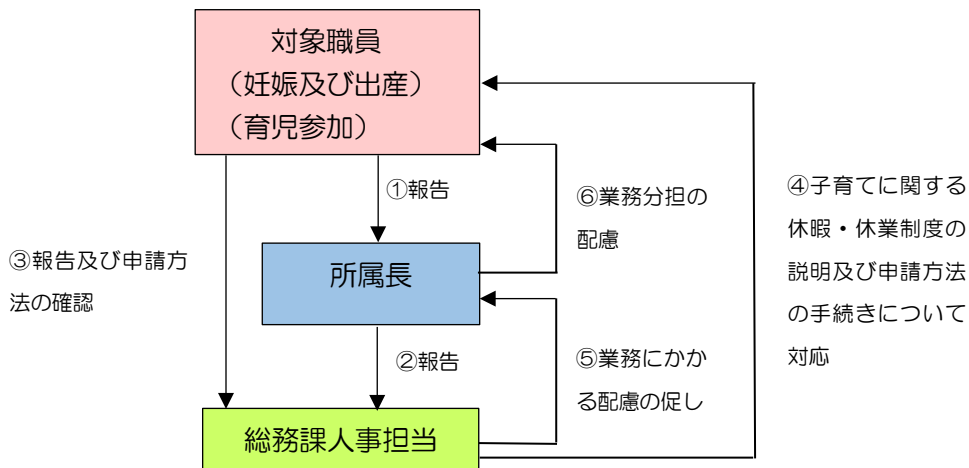 対象職員
（妊娠及び出産）
（育児参加）
①報告
⑥業務分担の
配慮
④子育てに関する
休暇・休業制度の
説明及び申請方法
の手続きについて
対応
③報告及び申請方
法の確認
所属長
②報告
⑤業務にかか
る配慮の促し
総務課人事担当